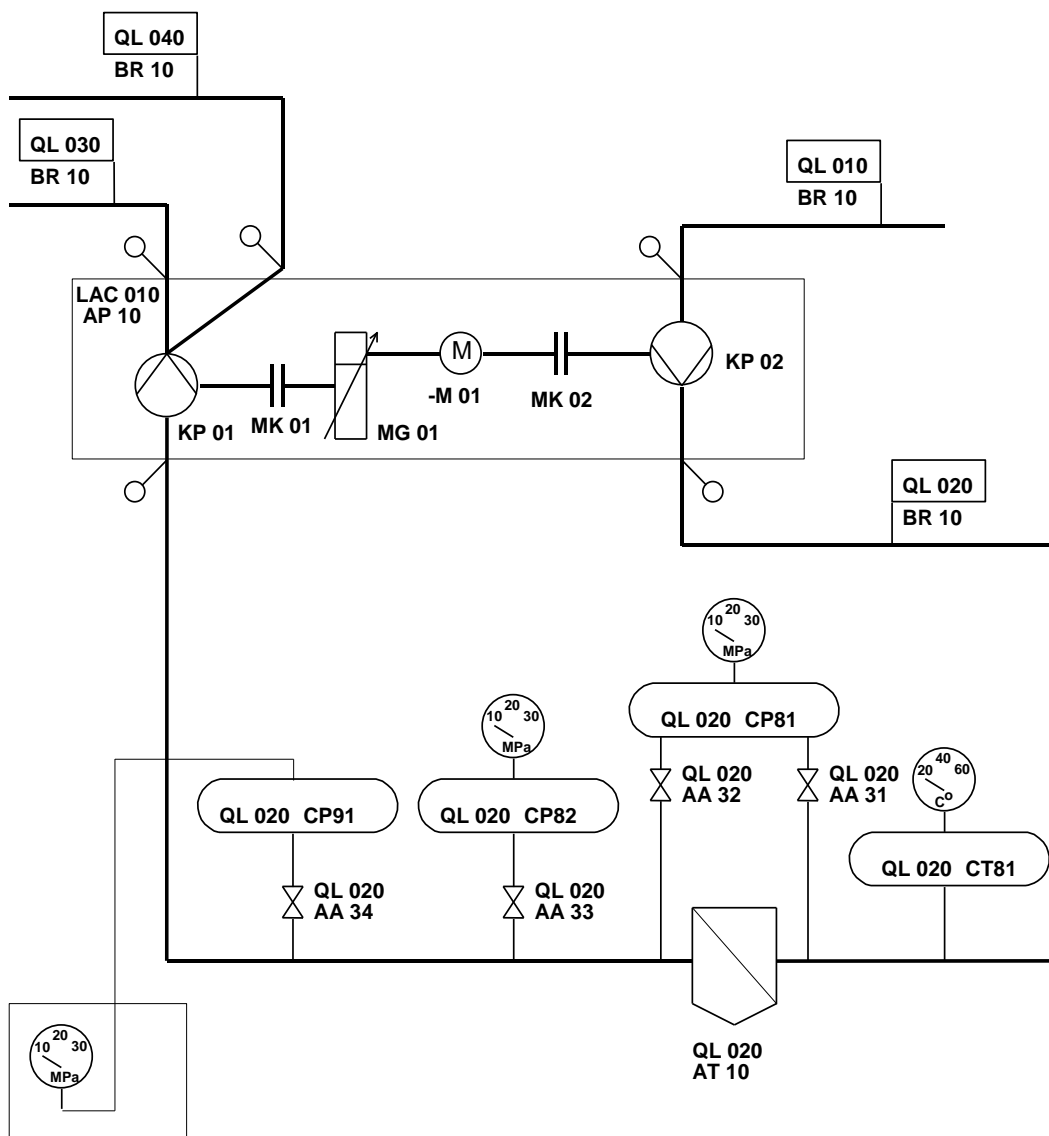 QL 040
BR 10
QL 030
BR 10
QL 010
BR 10
LAC 010
AP 10
M
KP 02
-M 01
MK 02
KP 01
MK 01
MG 01
QL 020
BR 10
10 20 30
MPa
QL 020 CP81
10 20 30
MPa
QL 020
AA 32
QL 020
AA 31
20 40 60
Cº
QL 020 CP91
QL 020 CP82
QL 020 CT81
QL 020
AA 34
QL 020
AA 33
10 20 30
MPa
QL 020
AT 10